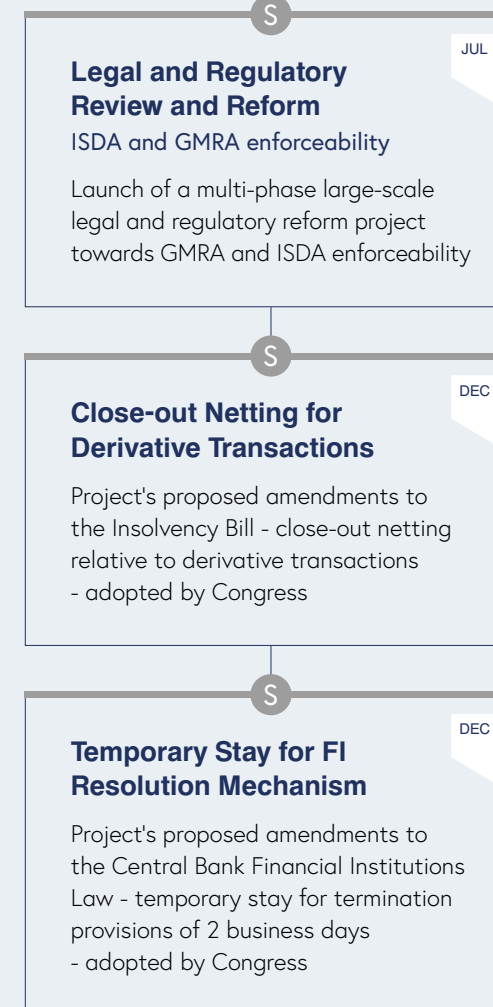 S
JUL
Legal and Regulatory
Review and Reform
ISDA and GMRA enforceability
Launch of a multi-phase large-scale
legal and regulatory reform project
towards GMRA and ISDA enforceability
S
DEC
Close-out Netting for
Derivative Transactions
Project's proposed amendments to
the Insolvency Bill - close-out netting
relative to derivative transactions
- adopted by Congress
S
DEC
Temporary Stay for FI
Resolution Mechanism
Project's proposed amendments to
the Central Bank Financial Institutions
Law - temporary stay for termination
provisions of 2 business days
- adopted by Congress